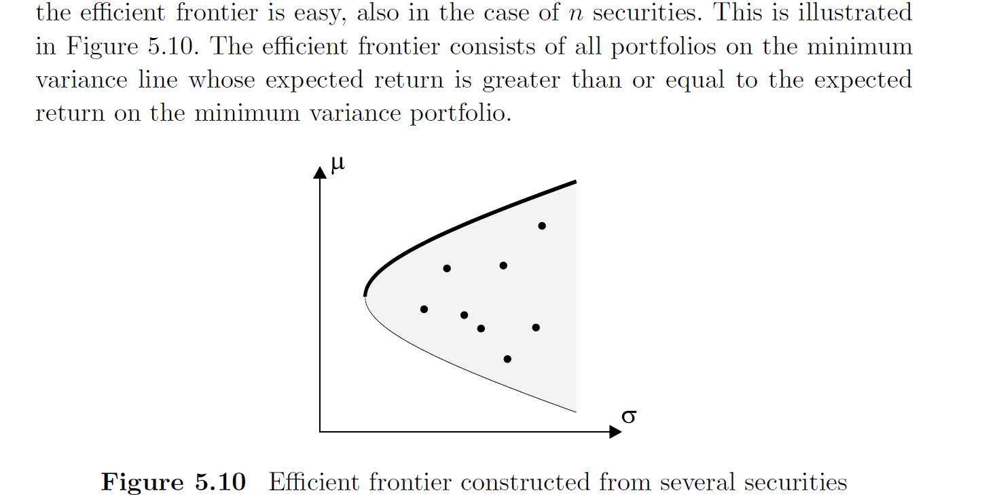 the efficient frontier is easy, also in the case of n securities. This is illustrated
in Figure 5.10. The efficient frontier consists of all portfolios on the minimum
variance line whose expected return is greater than or equal to the expected
return on the minimum variance portfolio.
μ
σ
Figure 5.10 Efficient frontier constructed from several securities